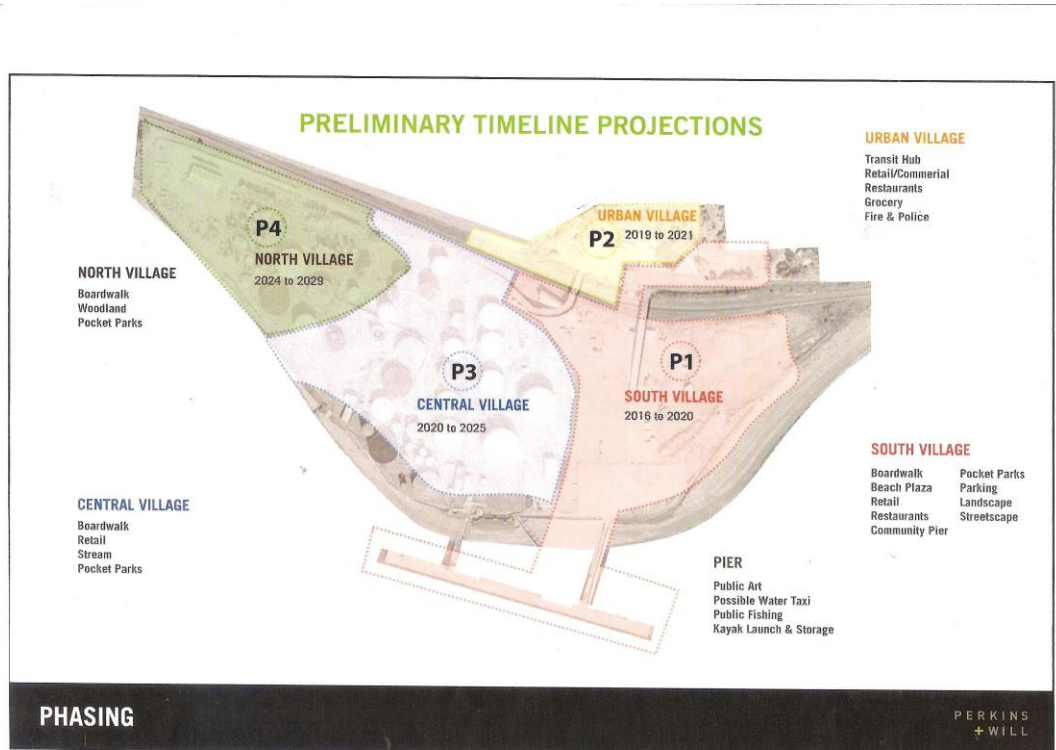 PRELIMINARY TIMELINE PROJECTIONS
URBAN VILLAGE
Transit Hub
Retail/Commerial
Restaurants
Grocery
Fire & Police
P4
NORTH VILLAGE
2024 to 2029
P2
URBAN VILLAGE
2019 to 2021
NORTH VILLAGE
Boardwalk
Woodland
Pocket Parks
P3
CENTRAL VILLAGE
2020 to 2025
P1
SOUTH VILLAGE
2016 to 2020
SOUTH VILLAGE
Boardwalk
Beach Plaza
Retail
Restaurants
Community Pier
Pocket Parks
Parking
Landscape
Streetscape
CENTRAL VILLAGE
Boardwalk
Retail
Stream
Pocket Parks
PIER
Public Art
Possible Water Taxi
Public Fishing
Kayak Launch & Storage
PHASING
PERKINS
+WILL